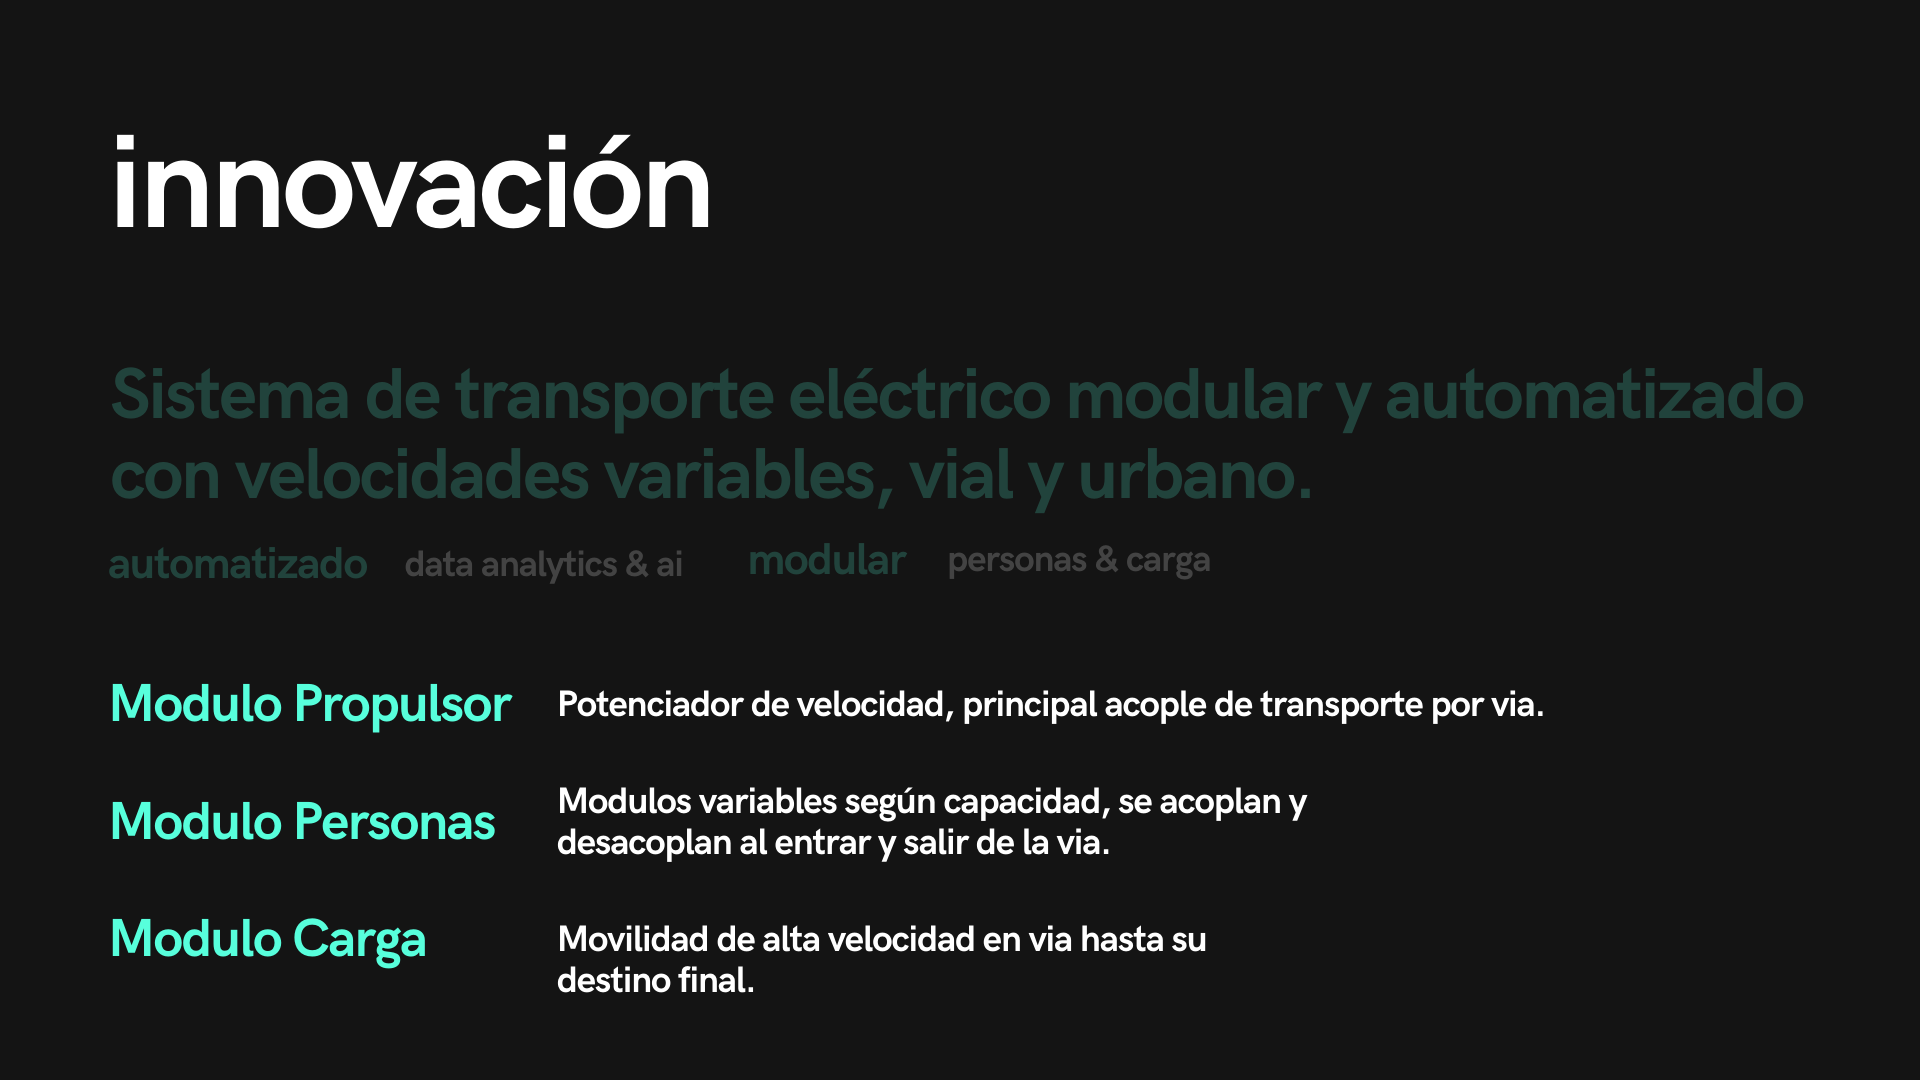 innovación
Sistema de transporte eléctrico modular y automatizado
con velocidades variables, vial y urbano.
automatizado data analytics & ai modular personas & carga
Modulo Propulsor Potenciador de velocidad, principal acople de transporte por via.
Modulo Personas Modulos variables según capacidad, se acoplan y
desacoplan al entrar y salir de la via.
Modulo Carga Movilidad de alta velocidad en via hasta su
destino final.